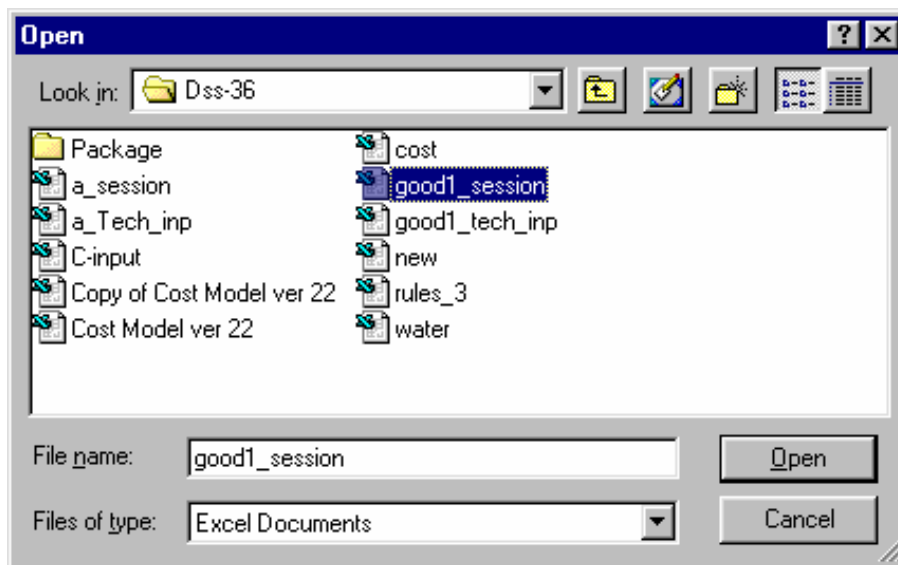 Open
Look in: Dss-36
Package
a_session
a_Tech_inp
C-input
Copy of Cost Model ver 22
Cost Model ver 22
cost
good1_session
good1_tech_inp
new
rules_3
water
File name: good1_session
Open
Files of type: Excel Documents
Cancel